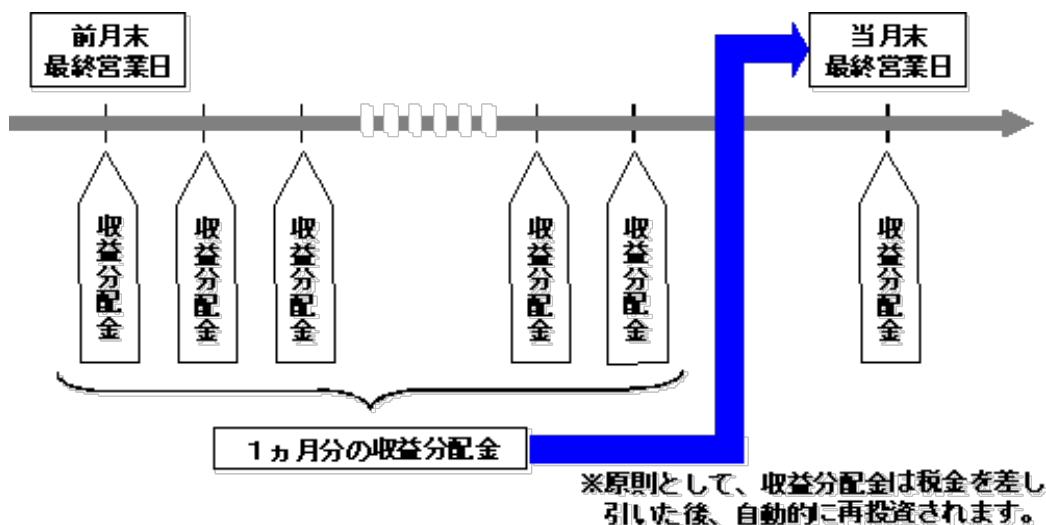 前月末
最終営業日
当月末
最終営業日
収益分配金
収益分配金
収益分配金
収益分配金
収益分配金
収益分配金
1ヵ月分の収益分配金
※原則として、収益分配金は税金を差し
引いた後、自動的に再投資されます。